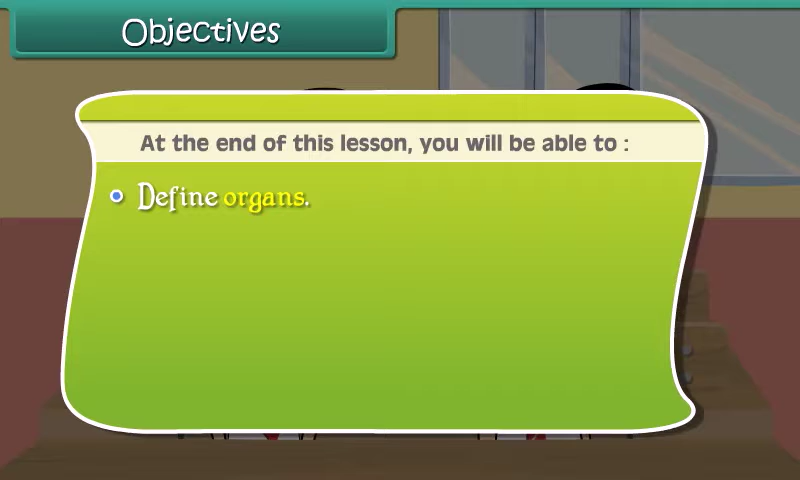 Objectives
At the end of this lesson, you will be able to :
Define organs.